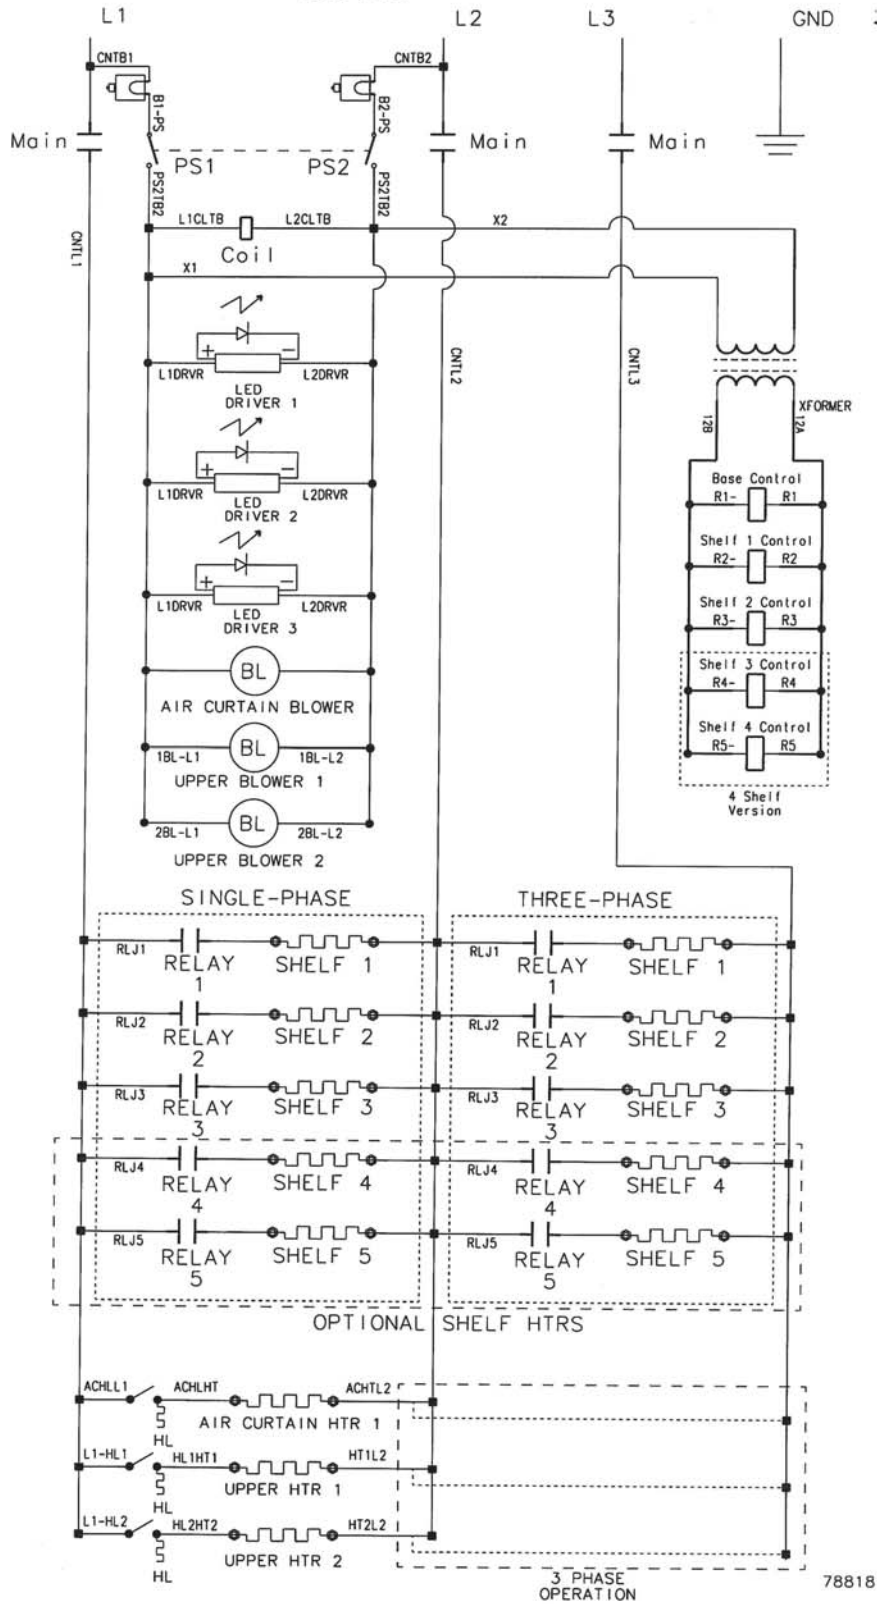 L1
L2
L3
GND
CNTB1
CNTB2
B1-PS
B2-PS
Main
PS1
PS2
Main
Main
PS2TB2
PS2TB2
L1CLTB
L2CLTB
X2
Coil
CNTL1
X1
CNTL2
CNTL3
+
−
L1DRVR
L2DRVR
LED
DRIVER 1
XFORMER
12B
12A
+
−
L1DRVR
L2DRVR
LED
DRIVER 2
Base Control
R1-
R1
Shelf 1 Control
R2-
R2
+
−
L1DRVR
L2DRVR
LED
DRIVER 3
Shelf 2 Control
R3-
R3
Shelf 3 Control
R4-
R4
BL
AIR CURTAIN BLOWER
Shelf 4 Control
R5-
R5
1BL-L1
BL
1BL-L2
UPPER BLOWER 1
4 Shelf
Version
2BL-L1
BL
2BL-L2
UPPER BLOWER 2
SINGLE-PHASE
THREE-PHASE
RLJ1
RELAY
1
SHELF 1
RLJ1
RELAY
1
SHELF 1
RLJ2
RELAY
2
SHELF 2
RLJ2
RELAY
2
SHELF 2
RLJ3
RELAY
3
SHELF 3
RLJ3
RELAY
3
SHELF 3
RLJ4
RELAY
4
SHELF 4
RLJ4
RELAY
4
SHELF 4
RLJ5
RELAY
5
SHELF 5
RLJ5
RELAY
5
SHELF 5
OPTIONAL SHELF HTRS
ACHLL1
ACHLHT
ACHTL2
HL
AIR CURTAIN HTR 1
L1-HL1
HL1HT1
HT1L2
HL
UPPER HTR 1
L1-HL2
HL2HT2
HT2L2
HL
UPPER HTR 2
3 PHASE
OPERATION
78818